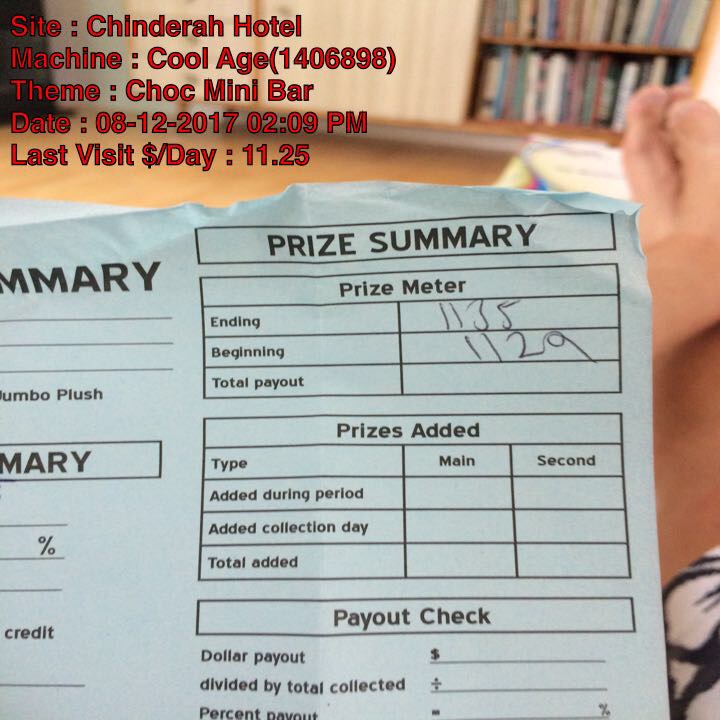 Site : Chinderah Hotel
Machine : Cool Age(1406898)
Theme : Choc Mini Bar
Date : 08-12-2017 02:09 PM
Last Visit $/Day : 11.25
MMARY
Jumbo Plush
MARY
%
credit
PRIZE SUMMARY
Prize Meter
Ending 1135
Beginning 1129
Total payout
Prizes Added
Type Main Second
Added during period
Added collection day
Total added
Payout Check
Dollar payout $
divided by total collected ÷
Percent payout = %